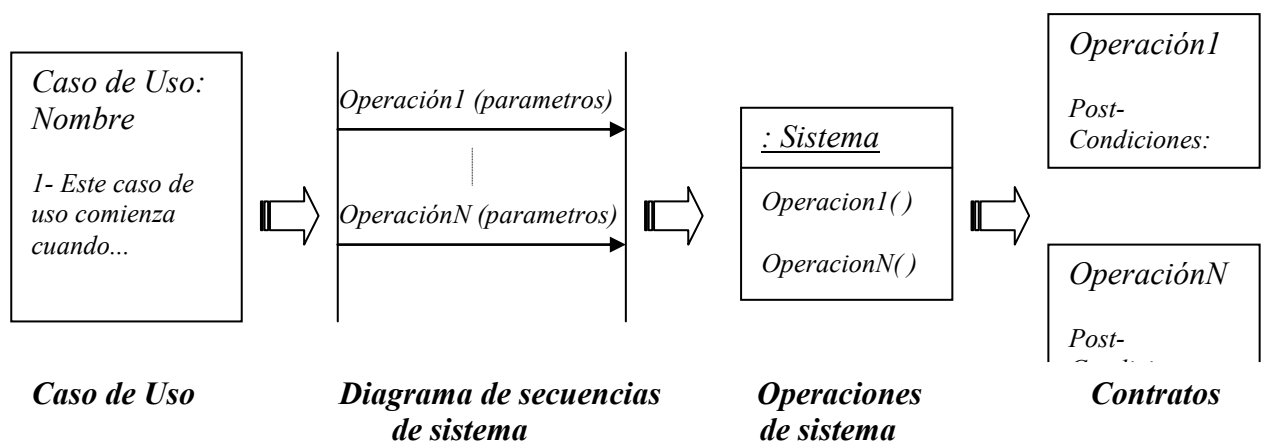 Caso de Uso:
Nombre
1- Este caso de
uso comienza
cuando...
Operación1 (parametros)
OperaciónN (parametros)
: Sistema
Operacion1( )
OperacionN( )
Operación1
Post-
Condiciones:
OperaciónN
Post-
Caso de Uso
Diagrama de secuencias
de sistema
Operaciones
de sistema
Contratos